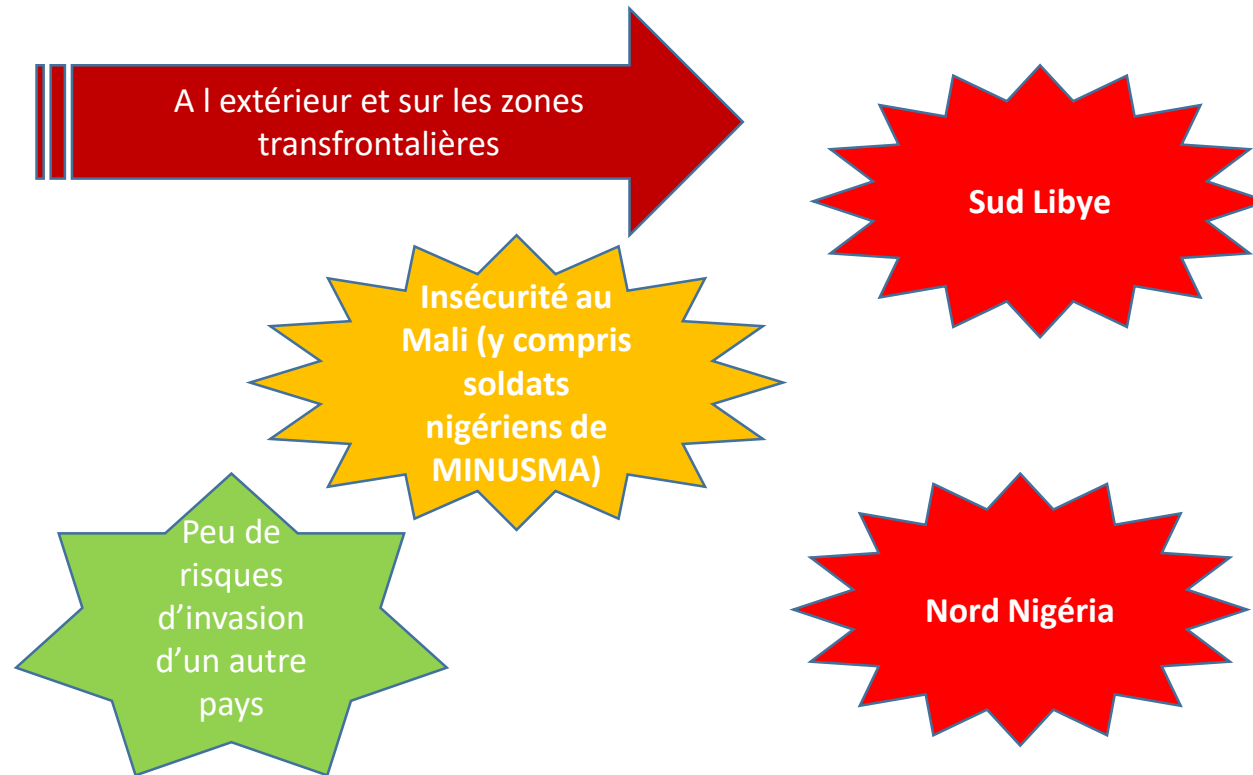 A l extérieur et sur les zones
transfrontalières
Sud Libye
Insécurité au
Mali (y compris
soldats
nigériens de
MINUSMA)
Peu de
risques
d’invasion
d’un autre
pays
Nord Nigéria